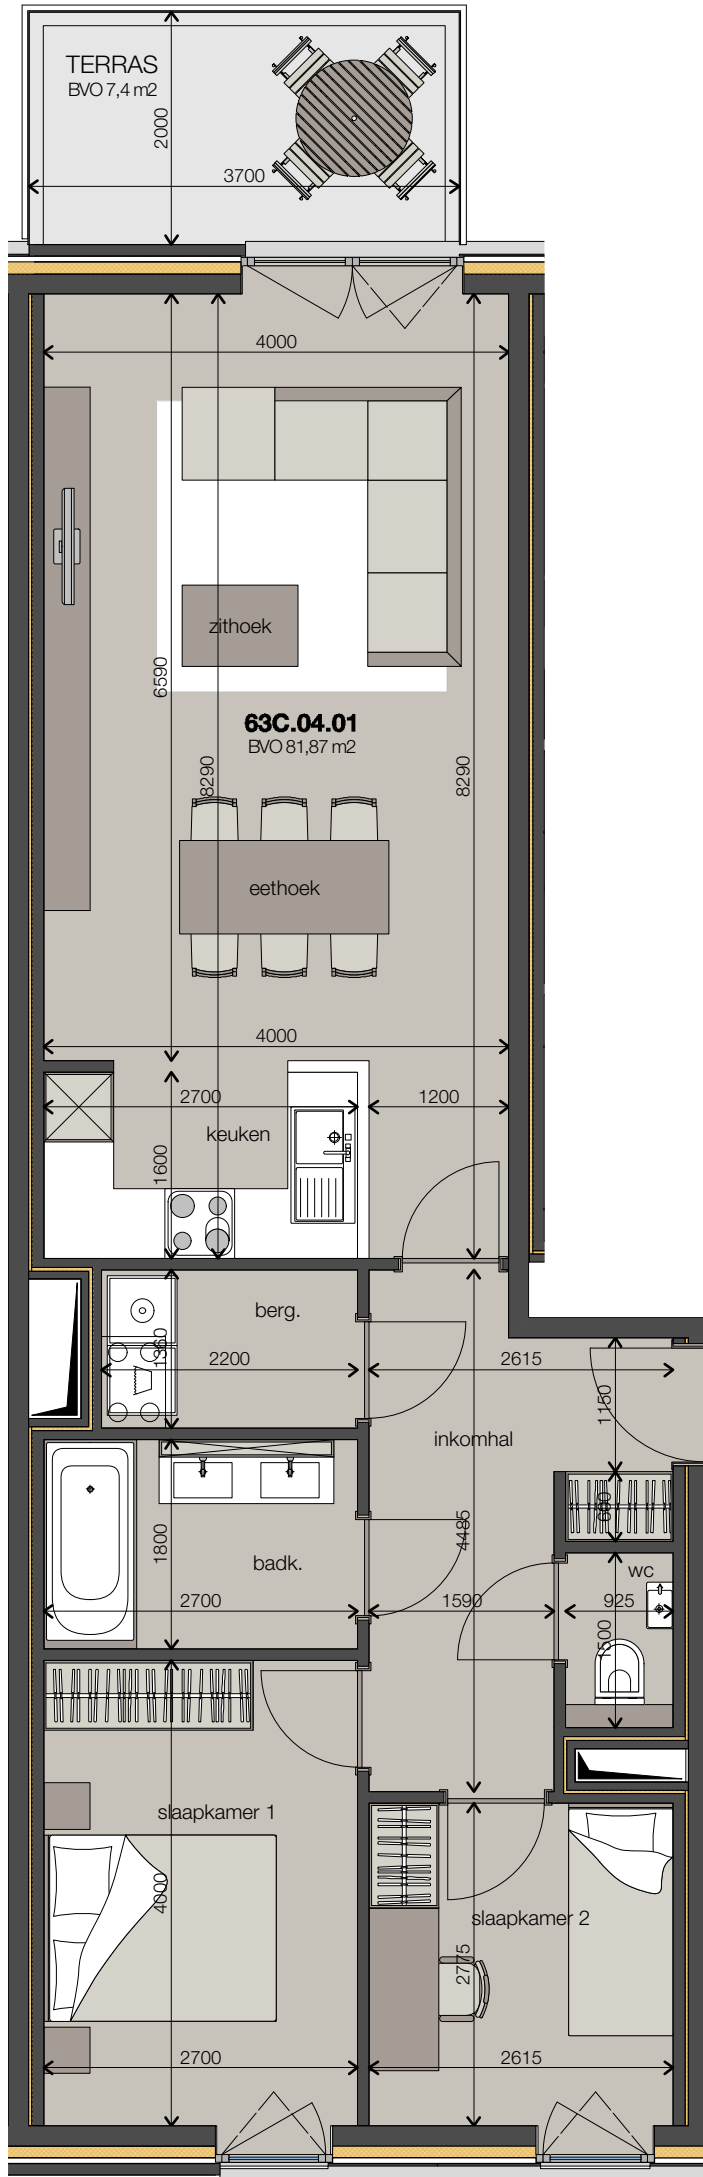 TERRAS
BVO 7,4 m2
2000
3700
4000
zithoek
6590
63C.04.01
BVO 81,87 m2
8290
8290
eethoek
4000
2700
1200
keuken
1600
berg.
1360
2200
2615
1150
inkomhal
600
4485
1800
badk.
wc
2700
1590
925
1500
slaapkamer 1
4000
slaapkamer 2
2775
2700
2615